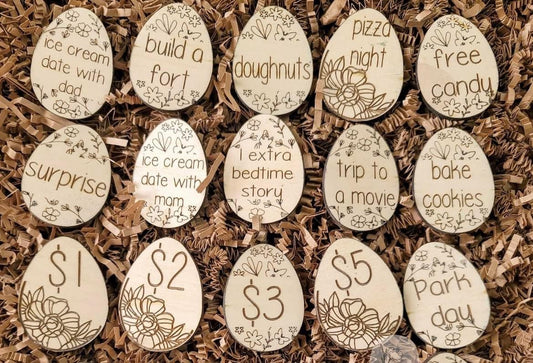 ice cream
date with
dad
build a
fort
doughnuts
pizza
night
free
candy
surprise
ice cream
date with
mom
1 extra
bedtime
story
trip to
a movie
bake
cookies
$1
$2
$3
$5
park
day